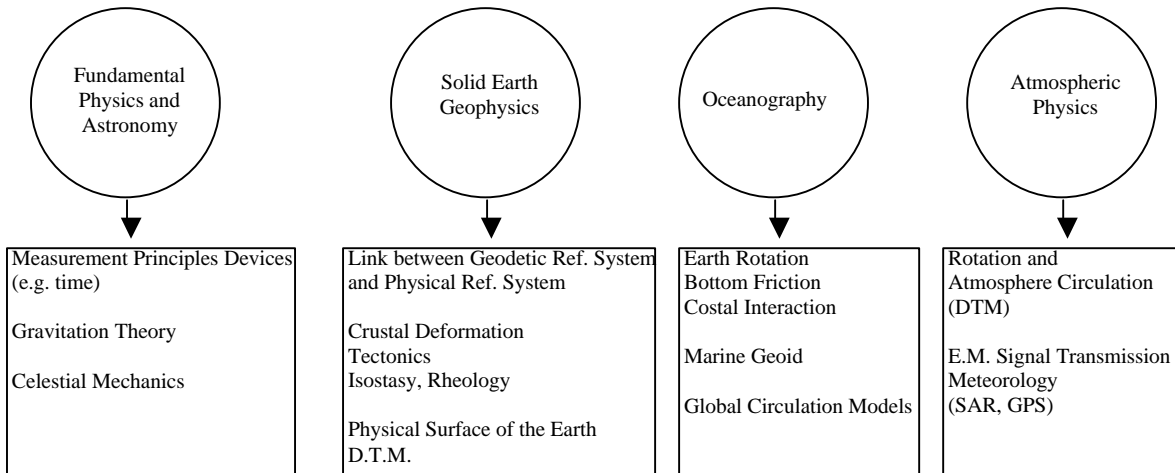 Fundamental
Physics and
Astronomy
Solid Earth
Geophysics
Oceanography
Atmospheric
Physics
Measurement Principles Devices
(e.g. time)
Gravitation Theory
Celestial Mechanics
Link between Geodetic Ref. System
and Physical Ref. System
Crustal Deformation
Tectonics
Isostasy, Rheology
Physical Surface of the Earth
D.T.M.
Earth Rotation
Bottom Friction
Costal Interaction
Marine Geoid
Global Circulation Models
Rotation and
Atmosphere Circulation
(DTM)
E.M. Signal Transmission
Meteorology
(SAR, GPS)